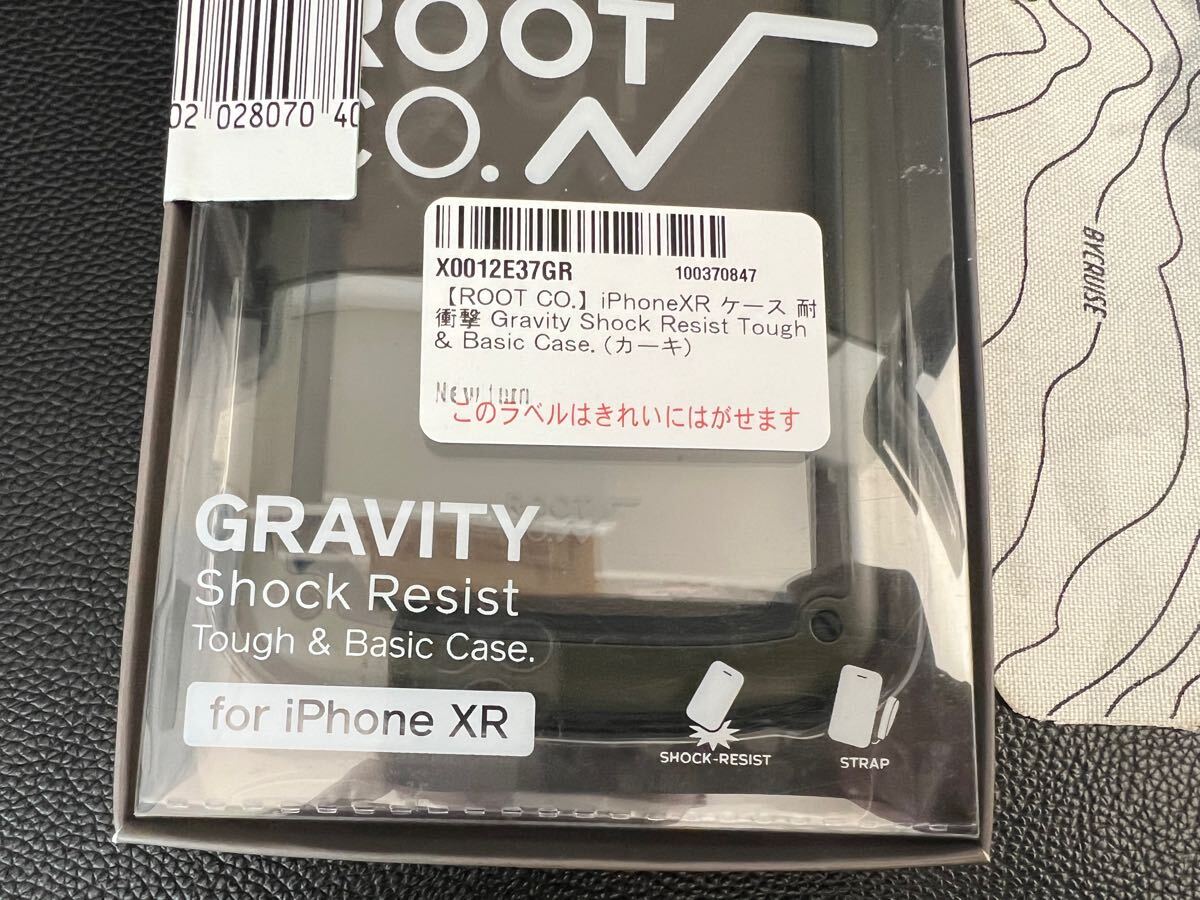 ROOT
CO.
02 028070 40
X0012E37GR 100370847
【ROOT CO.】iPhoneXR ケース 耐
衝撃 Gravity Shock Resist Tough
& Basic Case. (カーキ)
このラベルはきれいにはがせます
ROOT
CO.
GRAVITY
Shock Resist
Tough & Basic Case.
for iPhone XR
SHOCK-RESIST
STRAP
BYCRUISE